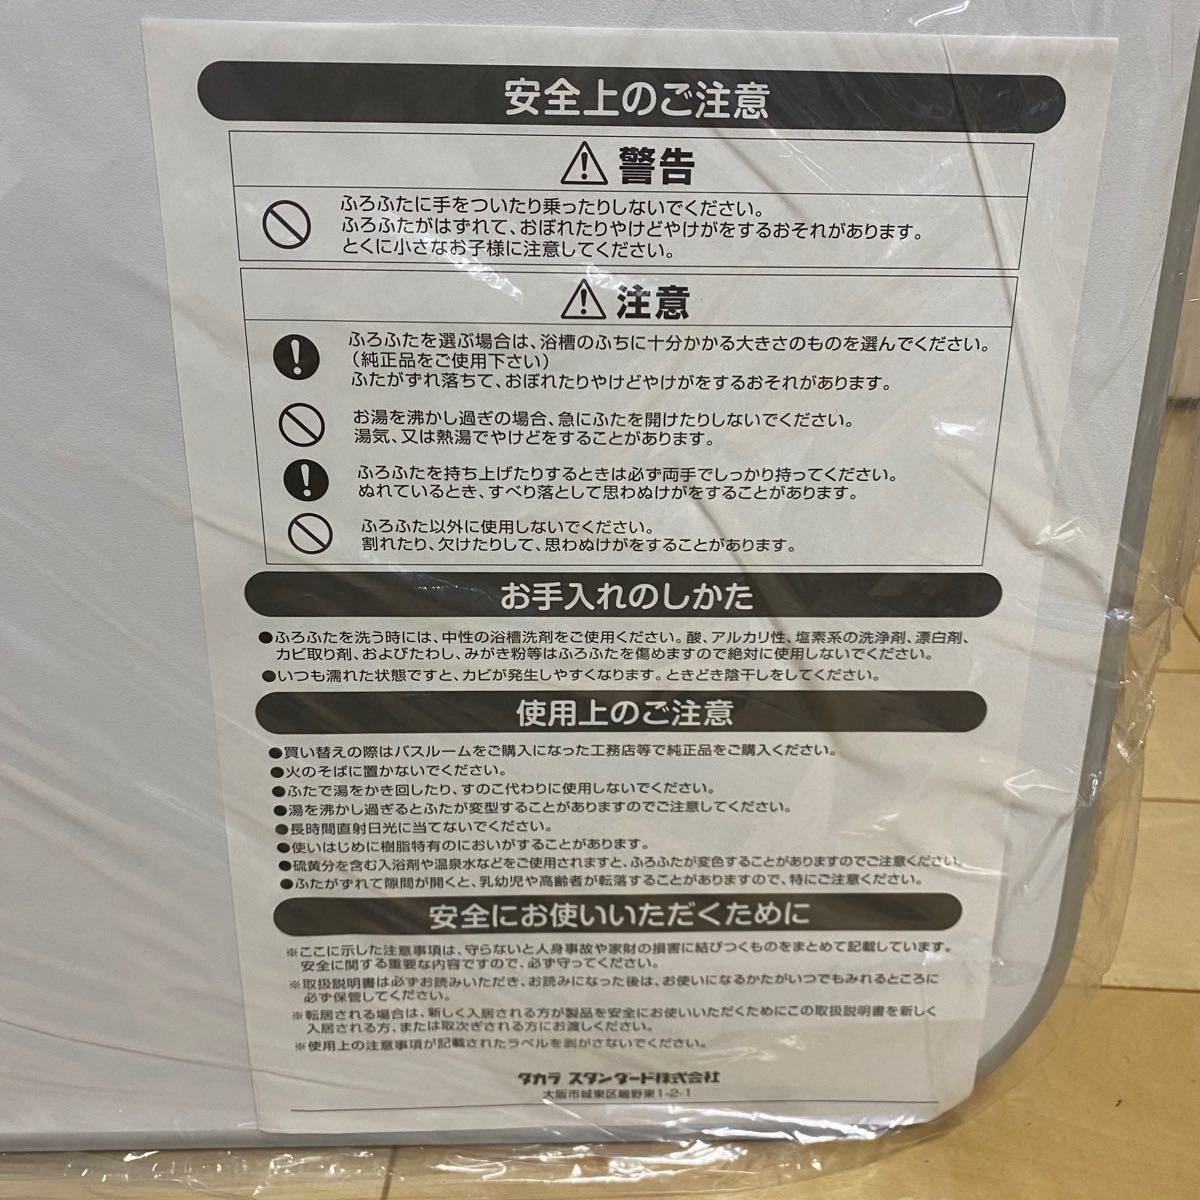 安全上のご注意
警告
ふろふたに手をついたり乗ったりしないでください。
ふろふたがはずれて、おぼれたりやけどやけがをするおそれがあります。
とくに小さなお子様に注意してください。
注意
ふろふたを選ぶ場合は、浴槽のふちに十分かかる大きさのものを選んでください。
（純正品をご使用下さい）
ふたがずれ落ちて、おぼれたりやけどやけがをするおそれがあります。
お湯を沸かし過ぎの場合、急にふたを開けたりしないでください。
湯気、又は熱湯でやけどをすることがあります。
ふろふたを持ち上げたりするときは必ず両手でしっかり持ってください。
ぬれているとき、すべり落として思わぬけがをすることがあります。
ふろふた以外に使用しないでください。
割れたり、欠けたりして、思わぬけがをすることがあります。
お手入れのしかた
●ふろふたを洗う時には、中性の浴槽洗剤をご使用ください。酸、アルカリ性、塩素系の洗浄剤、漂白剤、
カビ取り剤、およびたわし、みがき粉等はふろふたを傷めますので絶対に使用しないでください。
●いつも濡れた状態ですと、カビが発生しやすくなります。ときどき陰干しをしてください。
使用上のご注意
●買い替えの際はバスルームをご購入になった工務店等で純正品をご購入ください。
●火のそばに置かないでください。
●ふたで湯をかき回したり、すのこ代わりに使用しないでください。
●湯を沸かし過ぎるとふたが変型することがありますのでご注意してください。
●長時間直射日光に当てないでください。
●使いはじめに樹脂特有のにおいがすることがあります。
●硫黄分を含む入浴剤や温泉水などをご使用されますと、ふろふたが変色することがありますのでご注意ください。
●ふたがずれて隙間が開くと、乳幼児や高齢者が転落することがありますので、特にご注意ください。
安全にお使いいただくために
※ここに示した注意事項は、守らないと人身事故や家財の損害に結びつくものをまとめて記載しています。
安全に関する重要な内容ですので、必ず守ってください。
※取扱説明書は必ずお読みいただき、お読みになった後は、お使いになるかたがいつでもみれるところに
必ず保管してください。
※転居される場合は、新しく入居される方が製品を安全にお使いいただくためにこの取扱説明書を新しく
入居される方、または取次ぎされる方にお渡しください。
※使用上の注意事項が記載されたラベルを剥がさないでください。
タカラ スタンダード株式会社
大阪市城東区鴫野東1-2-1